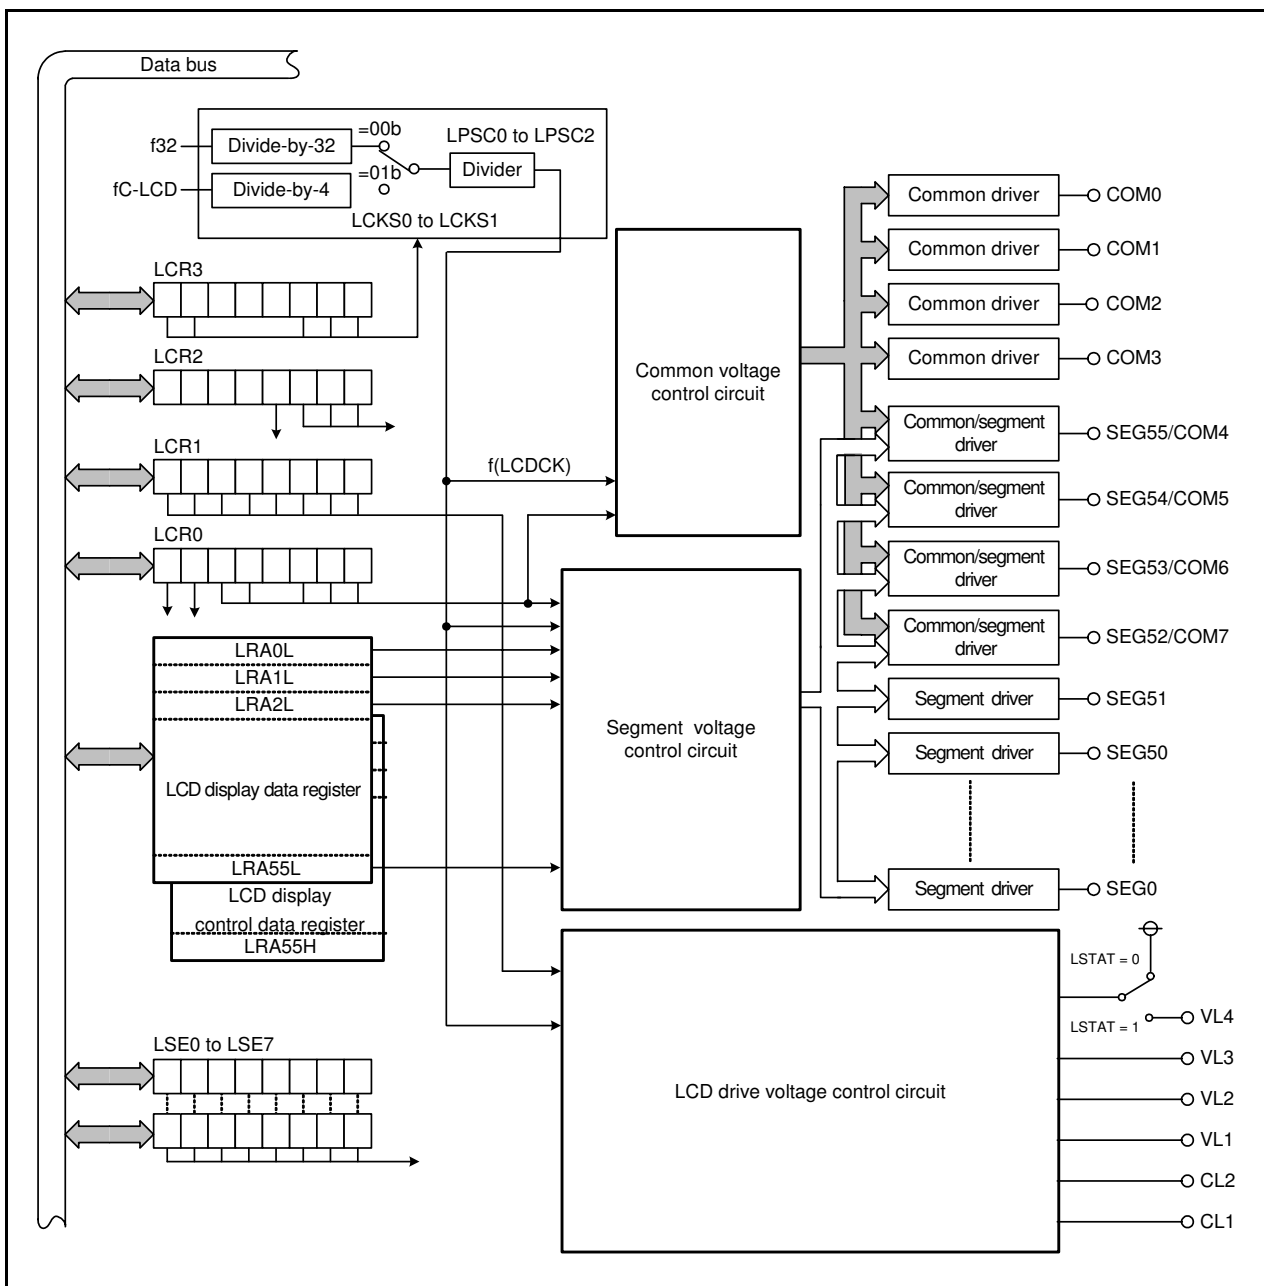 Data bus
=00b
LPSC0 to LPSC2
f32
Divide-by-32
Divider
=01b
fC-LCD
Divide-by-4
LCKS0 to LCKS1
LCR3
LCR2
LCR1
LCR0
f(LCDCK)
Common voltage
control circuit
Common driver
COM0
Common driver
COM1
Common driver
COM2
Common driver
COM3
Common/segment
driver
SEG55/COM4
Common/segment
driver
SEG54/COM5
Common/segment
driver
SEG53/COM6
Common/segment
driver
SEG52/COM7
Segment driver
SEG51
Segment driver
SEG50
Segment driver
SEG0
LRA0L
LRA1L
LRA2L
LCD display data register
LRA55L
LCD display
control data register
LRA55H
Segment voltage
control circuit
LSE0 to LSE7
LCD drive voltage control circuit
LSTAT = 0
LSTAT = 1
VL4
VL3
VL2
VL1
CL2
CL1